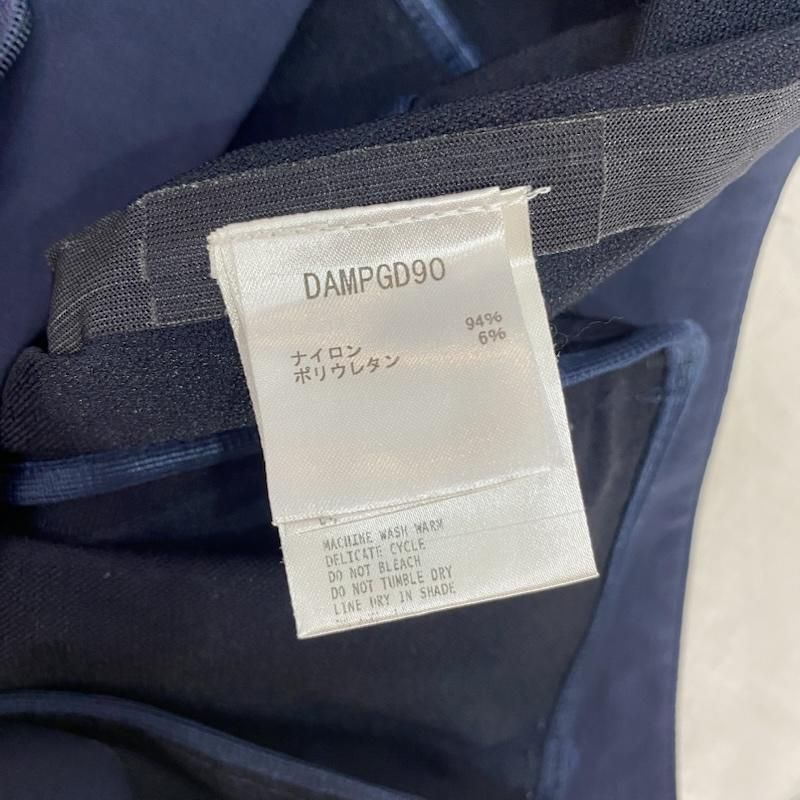 DAMPGD90
ナイロン 94%
ポリウレタン 6%
MACHINE WASH WARM
DELICATE CYCLE
DO NOT BLEACH
DO NOT TUMBLE DRY
LINE DRY IN SHADE